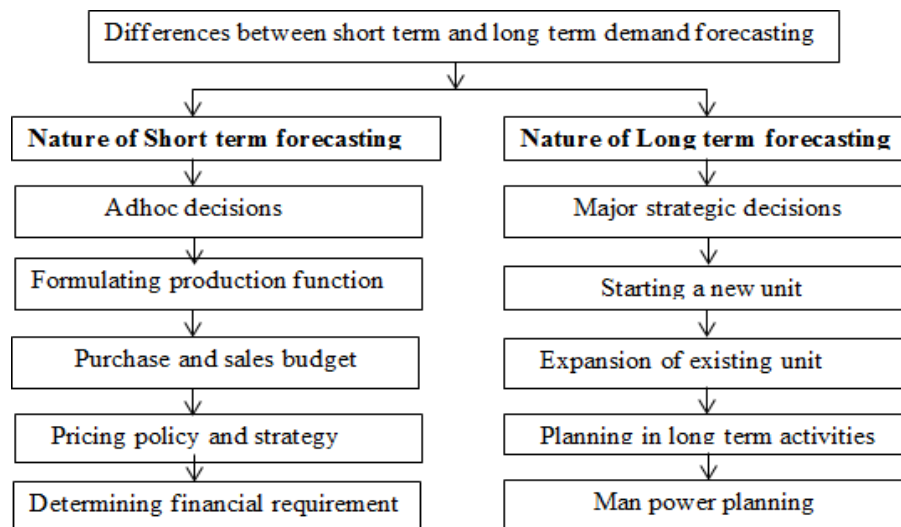 Differences between short term and long term demand forecasting
Nature of Short term forecasting
Nature of Long term forecasting
Adhoc decisions
Major strategic decisions
Formulating production function
Starting a new unit
Purchase and sales budget
Expansion of existing unit
Pricing policy and strategy
Planning in long term activities
Determining financial requirement
Man power planning